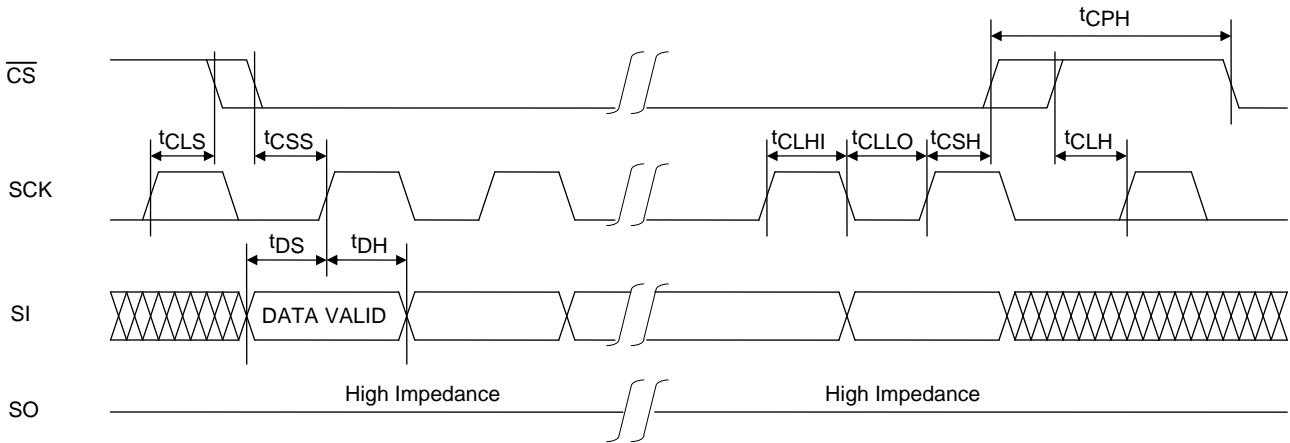 tCPH
CS
tCLS
tCSS
tCLHI
tCLLO
tCSH
tCLH
SCK
tDS
tDH
SI
DATA VALID
High Impedance
High Impedance
SO